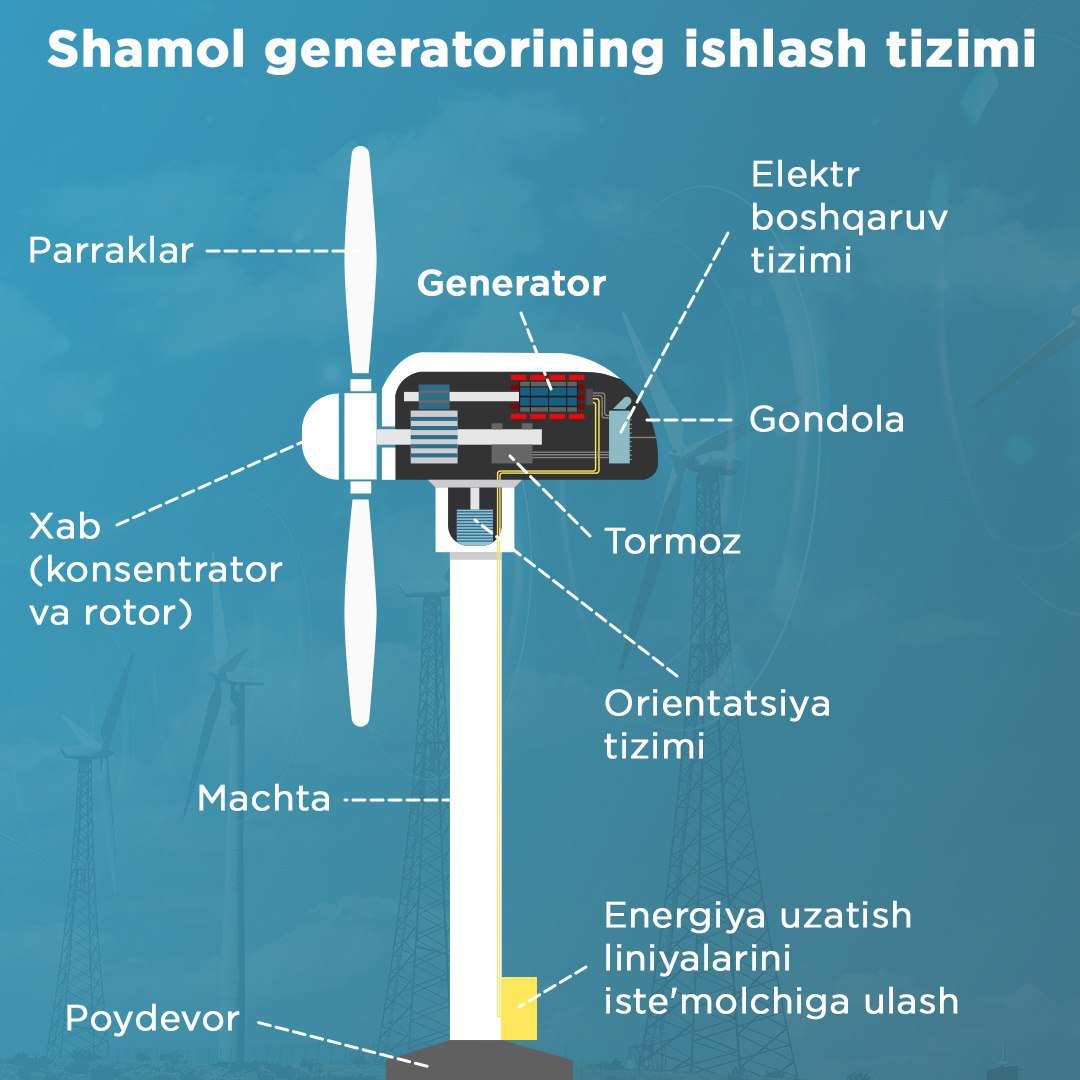 Shamol generatorining ishlash tizimi
Elektr
boshqaruv
tizimi
Parraklar
Generator
Gondola
Xab
(konsentrator
va rotor)
Tormoz
Orientatsiya
tizimi
Machta
Energiya uzatish
liniyalarini
iste'molchiga ulash
Poydevor